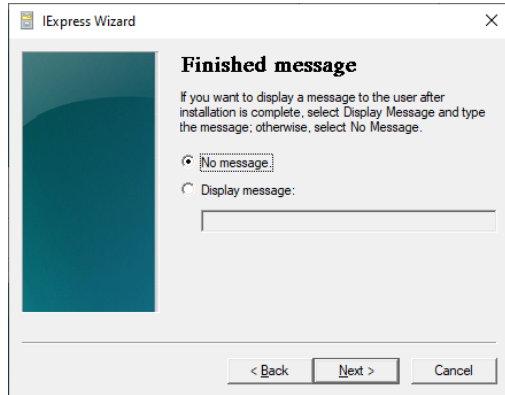 IExpress Wizard
Finished message
If you want to display a message to the user after
installation is complete, select Display Message and type
the message; otherwise, select No Message.
No message.
Display message:
< Back
Next >
Cancel